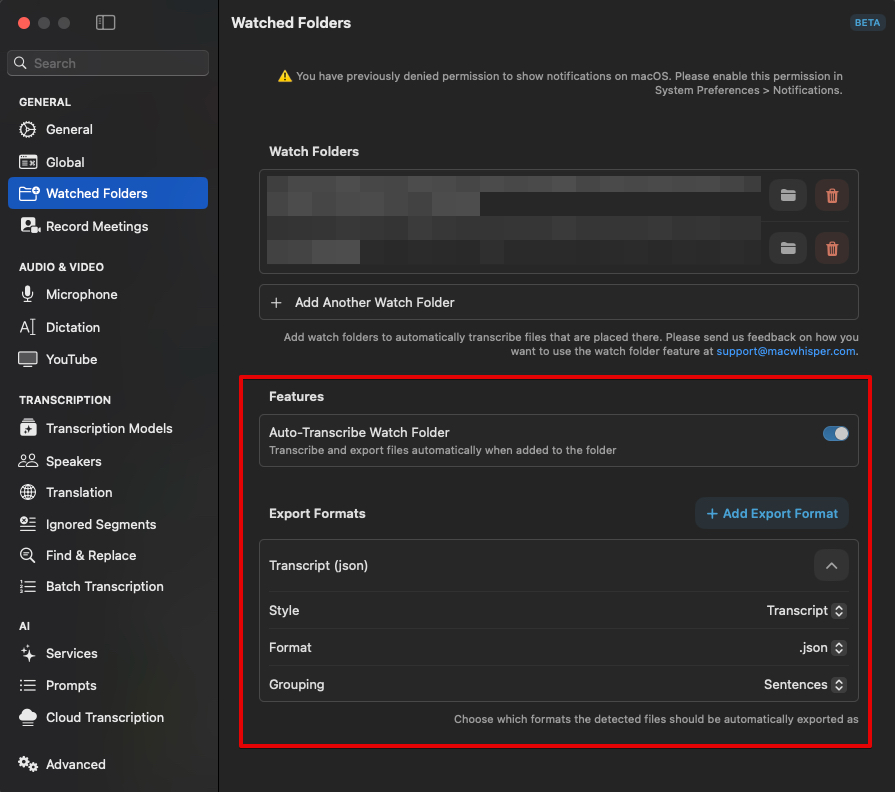 Search
GENERAL
General
Global
Watched Folders
Record Meetings
AUDIO & VIDEO
Microphone
Dictation
YouTube
TRANSCRIPTION
Transcription Models
Speakers
Translation
Ignored Segments
Find & Replace
Batch Transcription
AI
Services
Prompts
Cloud Transcription
Advanced
Watched Folders
BETA
You have previously denied permission to show notifications on macOS. Please enable this permission in
System Preferences > Notifications.
Watch Folders
Add Another Watch Folder
Add watch folders to automatically transcribe files that are placed there. Please send us feedback on how you
want to use the watch folder feature at support@macwhisper.com.
Features
Auto-Transcribe Watch Folder
Transcribe and export files automatically when added to the folder
Export Formats
+ Add Export Format
Transcript (json)
Style Transcript
Format .json
Grouping Sentences
Choose which formats the detected files should be automatically exported as